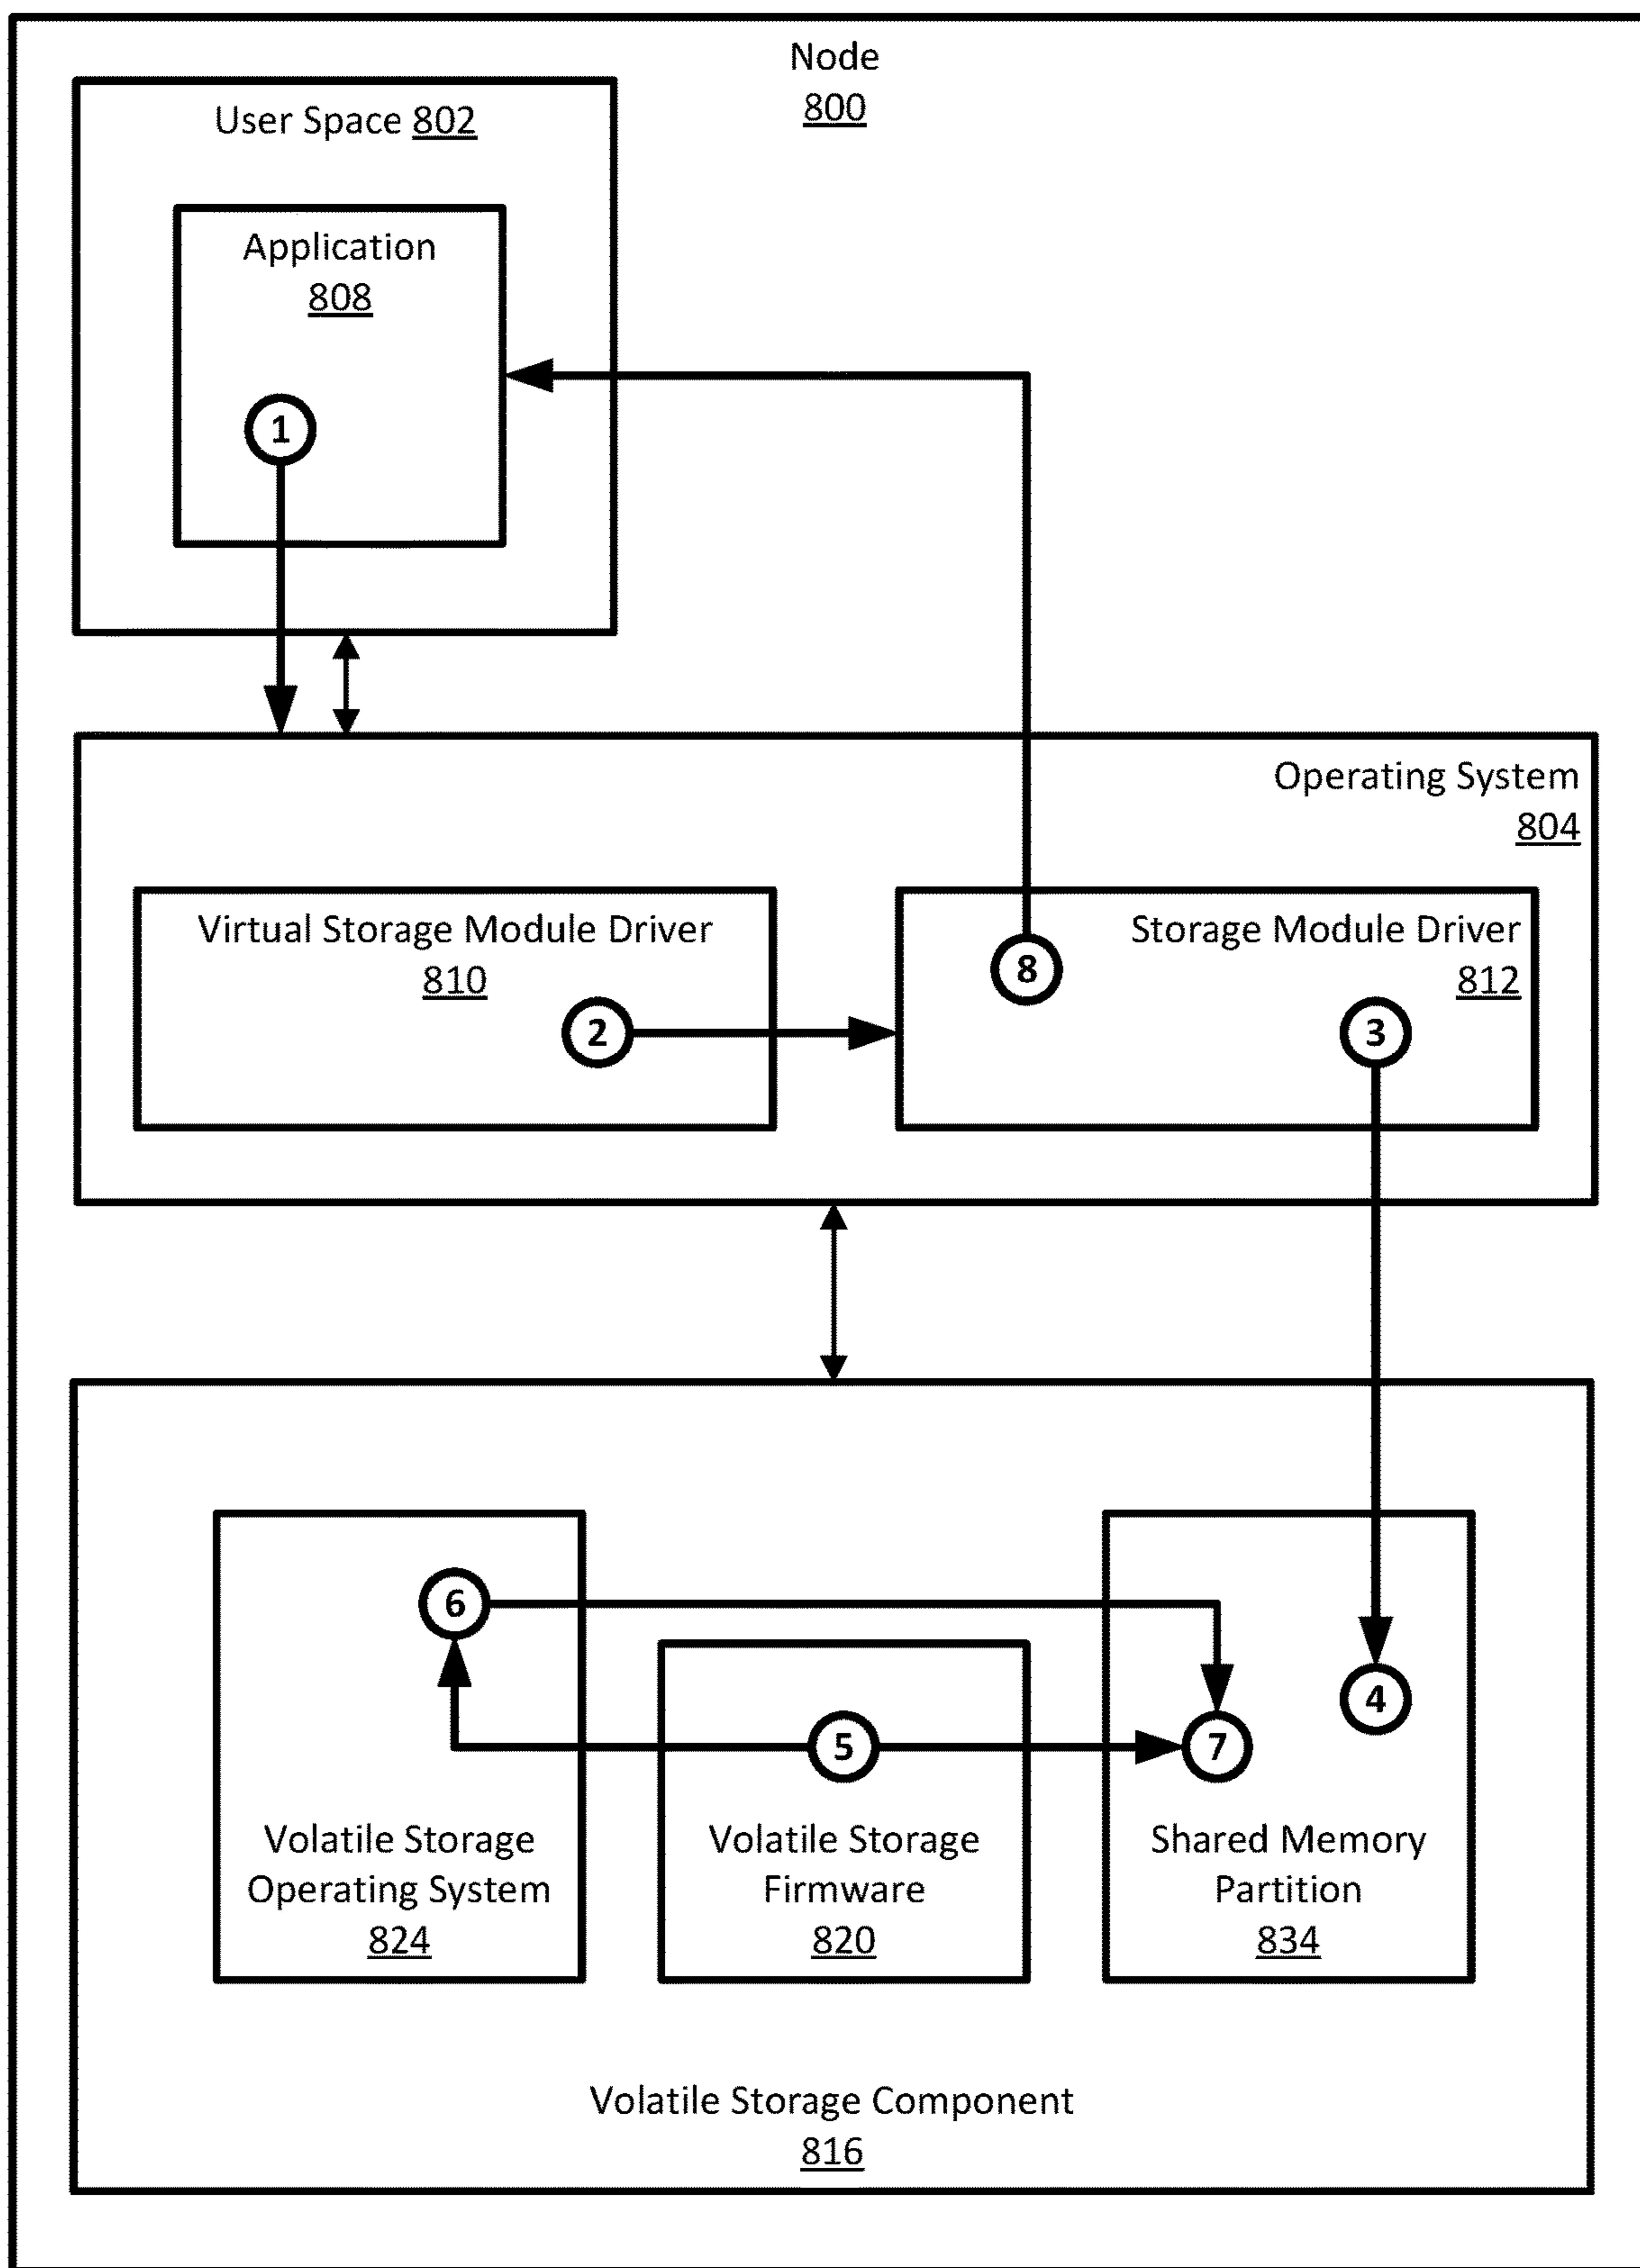 Node
800
User Space 802
Application
808
1
Operating System
804
Virtual Storage Module Driver
810
2
Storage Module Driver
812
8
3
6
5
7
4
Volatile Storage
Operating System
824
Volatile Storage
Firmware
820
Shared Memory
Partition
834
Volatile Storage Component
816